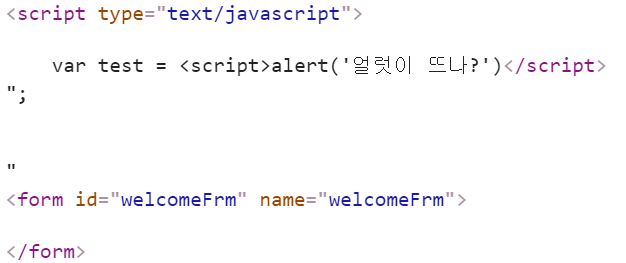 <script type="text/javascript">
var test = <script>alert('얼럿이 뜨나?')</script>
";
"
<form id="welcomeFrm" name="welcomeFrm">
</form>